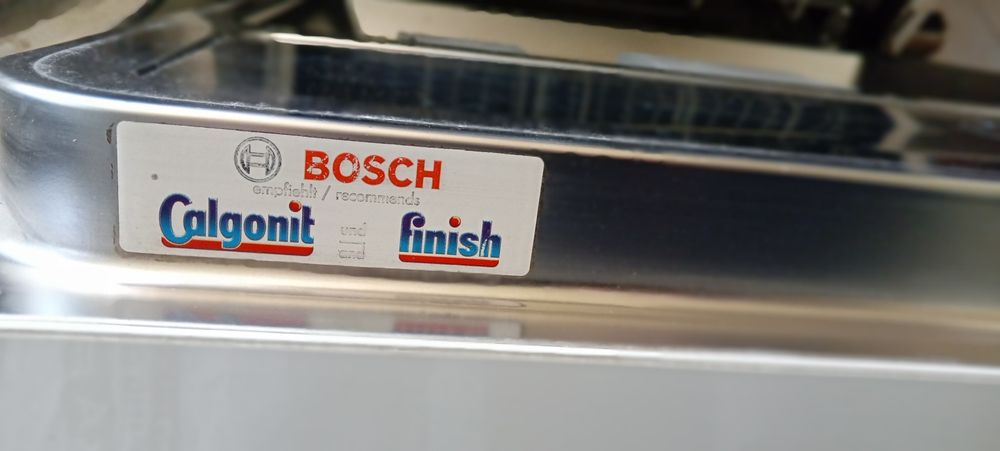 BOSCH
empfiehlt / recommends
Calgonit und finish
and